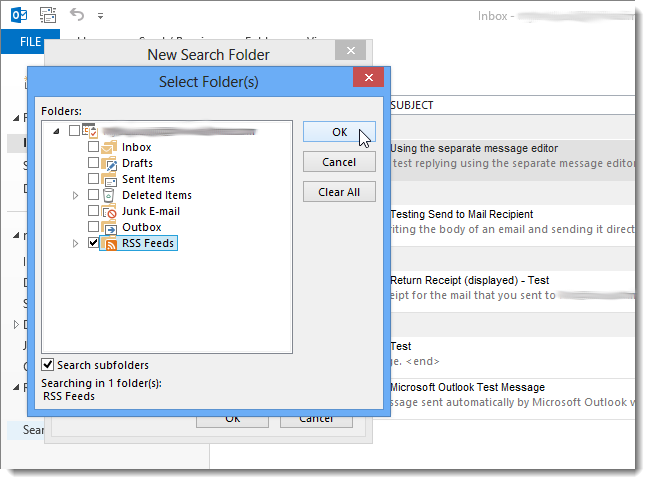 Inbox -
FILE
New Search Folder
Select Folder(s)
Folders:
OK
Inbox
Drafts
Cancel
Sent Items
Deleted Items
Clear All
Junk E-mail
Outbox
RSS Feeds
Search subfolders
Searching in 1 folder(s):
RSS Feeds
OK
Cancel
SUBJECT
Using the separate message editor
test replying using the separate message editor
Testing Send to Mail Recipient
riting the body of an email and sending it direct
Return Receipt (displayed) - Test
eipt for the mail that you sent to
Test
ge. <end>
Microsoft Outlook Test Message
ssage sent automatically by Microsoft Outlook w
Sear